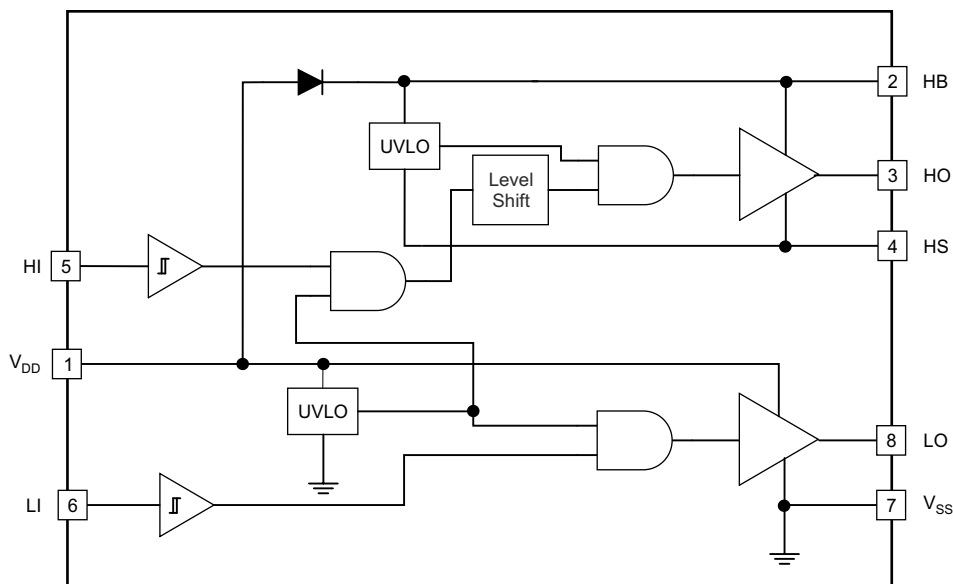 2 HB
UVLO
Level
Shift
3 HO
4 HS
HI 5
VDD 1
UVLO
8 LO
LI 6
7 VSS